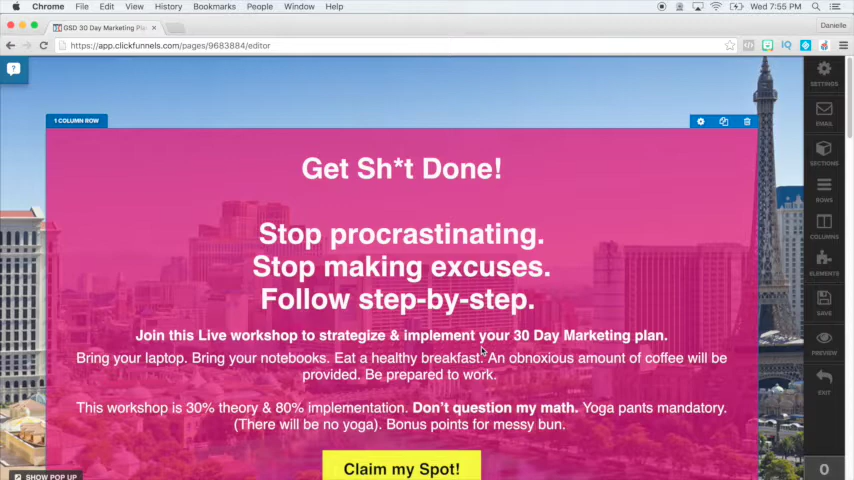 Chrome File Edit View History Bookmarks People Window Help
Wed 7:55 PM
GSD 30 Day Marketing Pla
Danielle
https://app.clickfunnels.com/pages/9683884/editor
1 COLUMN ROW
Get Sh*t Done!
Stop procrastinating.
Stop making excuses.
Follow step-by-step.
Join this Live workshop to strategize & implement your 30 Day Marketing plan.
Bring your laptop. Bring your notebooks. Eat a healthy breakfast. An obnoxious amount of coffee will be
provided. Be prepared to work.
This workshop is 30% theory & 80% implementation. Don't question my math. Yoga pants mandatory.
(There will be no yoga). Bonus points for messy bun.
Claim my Spot!
SHOW POP UP
SETTINGS
EMAIL
SECTIONS
ROWS
COLUMNS
ELEMENTS
SAVE
PREVIEW
EXIT
0